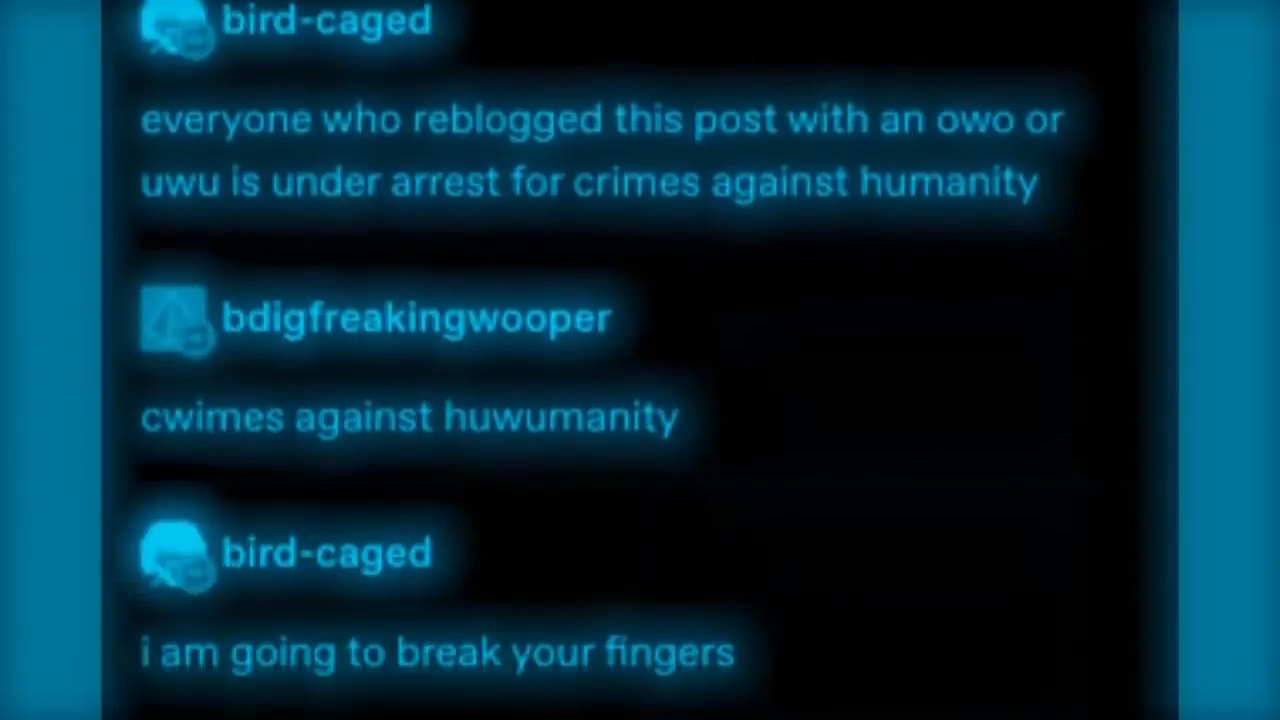 bird-caged
everyone who reblogged this post with an owo or
uwu is under arrest for crimes against humanity
bdigfreakingwooper
cwimes against huwumanity
bird-caged
i am going to break your fingers